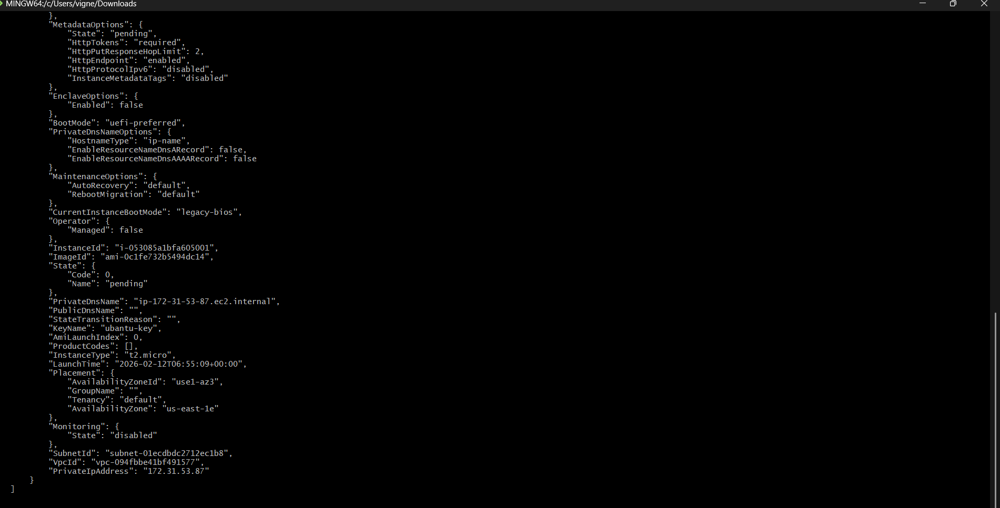 MINGW64:/c/Users/vigne/Downloads
},
"MetadataOptions": {
"State": "pending",
"HttpTokens": "required",
"HttpPutResponseHopLimit": 2,
"HttpEndpoint": "enabled",
"HttpProtocolIpv6": "disabled",
"InstanceMetadataTags": "disabled"
},
"EnclaveOptions": {
"Enabled": false
},
"BootMode": "uefi-preferred",
"PrivateDnsNameOptions": {
"HostnameType": "ip-name",
"EnableResourceNameDnsARecord": false,
"EnableResourceNameDnsAAAARecord": false
},
"MaintenanceOptions": {
"AutoRecovery": "default",
"RebootMigration": "default"
},
"CurrentInstanceBootMode": "legacy-bios",
"Operator": {
"Managed": false
},
"InstanceId": "i-053085a1bfa605001",
"ImageId": "ami-0c1fe732b5494dc14",
"State": {
"Code": 0,
"Name": "pending"
},
"PrivateDnsName": "ip-172-31-53-87.ec2.internal",
"PublicDnsName": "",
"StateTransitionReason": "",
"KeyName": "ubantu-key",
"AmiLaunchIndex": 0,
"ProductCodes": [],
"InstanceType": "t2.micro",
"LaunchTime": "2026-02-12T06:55:09+00:00",
"Placement": {
"AvailabilityZoneId": "use1-az3",
"GroupName": "",
"Tenancy": "default",
"AvailabilityZone": "us-east-1e"
},
"Monitoring": {
"State": "disabled"
},
"SubnetId": "subnet-01ecdbdc2712ec1b8",
"VpcId": "vpc-094fbbe41bf491577",
"PrivateIpAddress": "172.31.53.87"
}
]